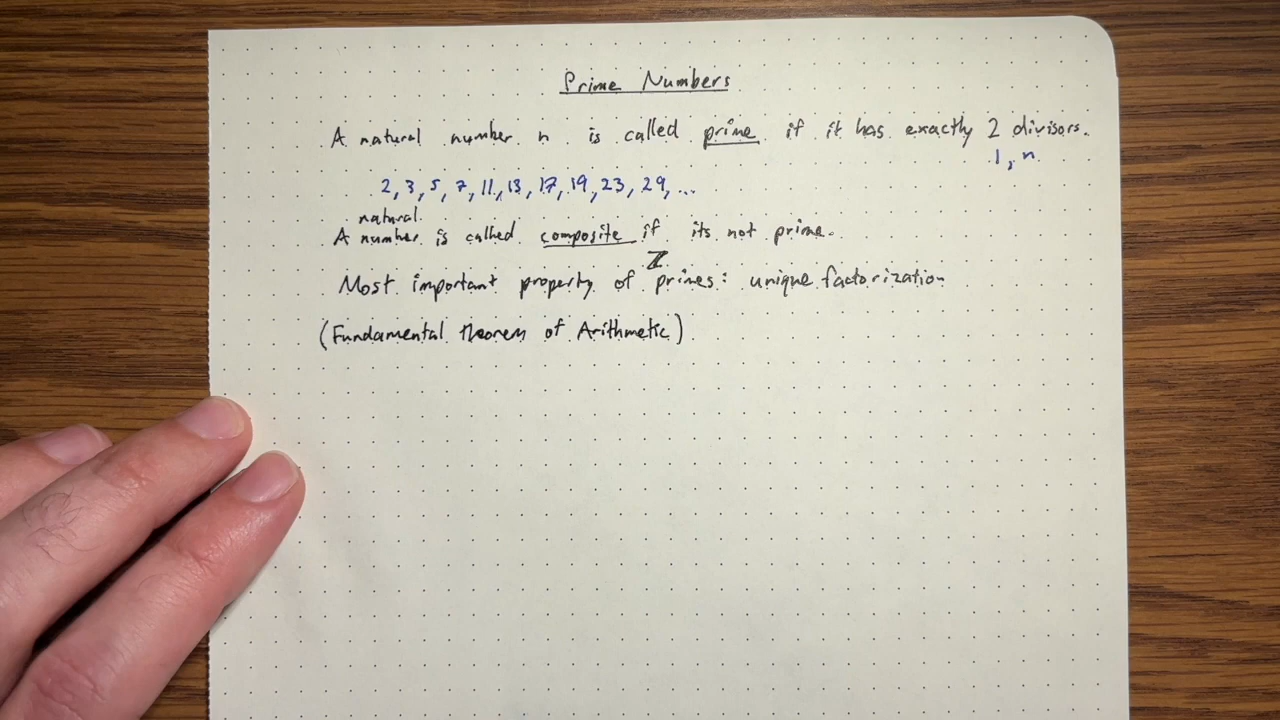 Prime Numbers
A natural number n is called prime if it has exactly 2 divisors.
1, n
2, 3, 5, 7, 11, 13, 17, 19, 23, 29, ...
natural
A number is called composite if its not prime.
Z
Most important property of primes: unique factorization
(Fundamental theorem of Arithmetic)